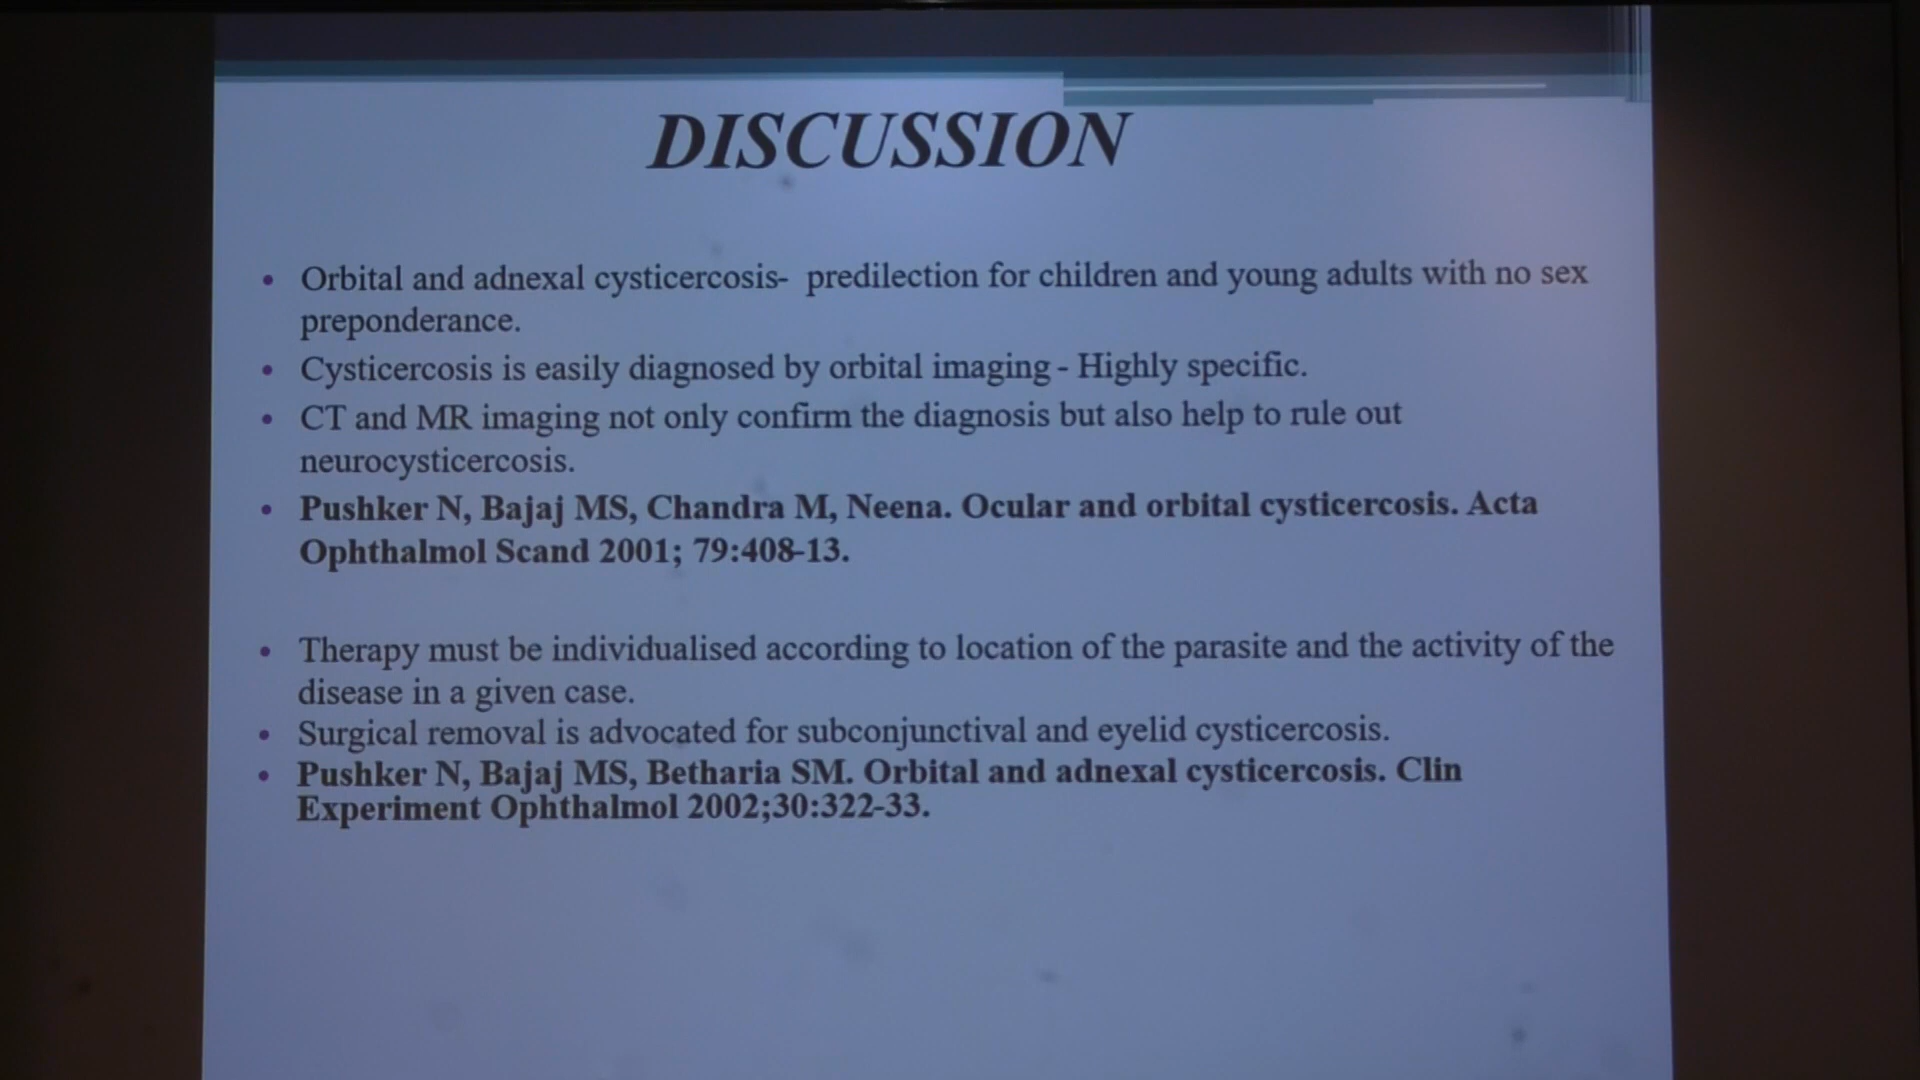 DISCUSSION
• Orbital and adnexal cysticercosis- predilection for children and young adults with no sex
preponderance.
• Cysticercosis is easily diagnosed by orbital imaging - Highly specific.
• CT and MR imaging not only confirm the diagnosis but also help to rule out
neurocysticercosis.
• Pushker N, Bajaj MS, Chandra M, Neena. Ocular and orbital cysticercosis. Acta
Ophthalmol Scand 2001; 79:408-13.
• Therapy must be individualised according to location of the parasite and the activity of the
disease in a given case.
• Surgical removal is advocated for subconjunctival and eyelid cysticercosis.
• Pushker N, Bajaj MS, Betharia SM. Orbital and adnexal cysticercosis. Clin
Experiment Ophthalmol 2002;30:322-33.